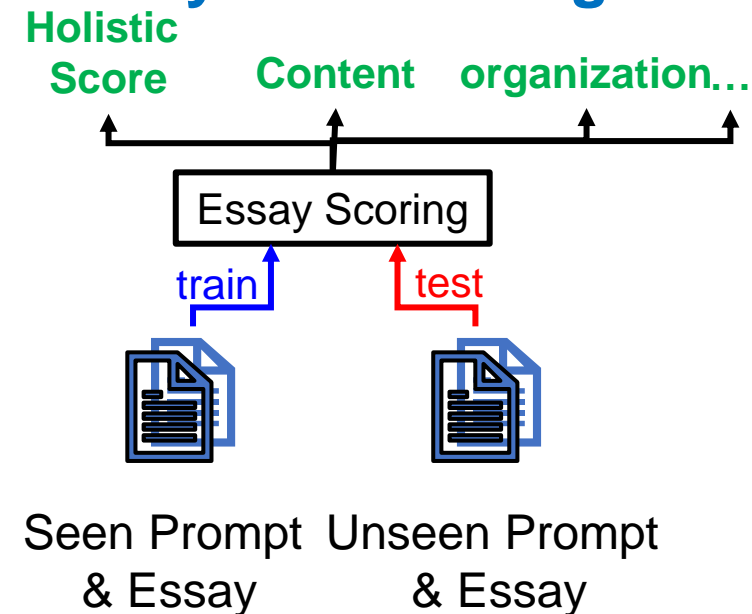 Holistic
Score
Content
organization...
Essay Scoring
train
test
Seen Prompt
& Essay
Unseen Prompt
& Essay